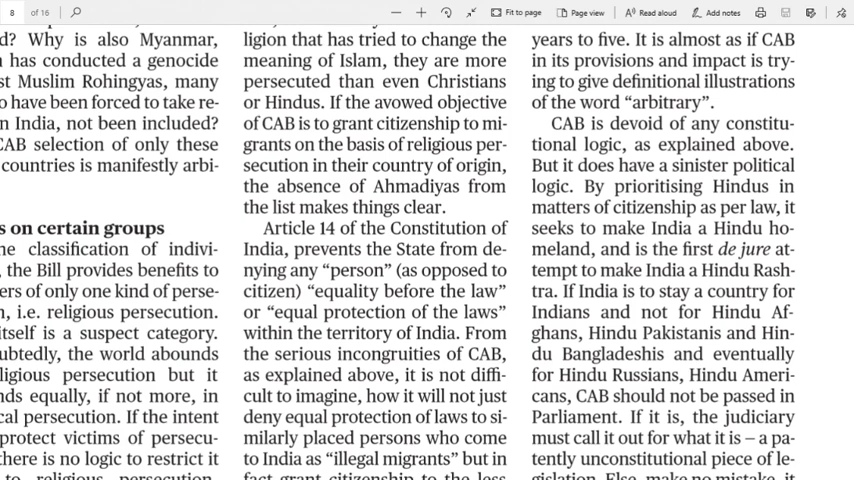 8 of 16 Fit to page Page view Read aloud Add notes
d? Why is also Myanmar,
has conducted a genocide
st Muslim Rohingyas, many
o have been forced to take re-
n India, not been included?
CAB selection of only these
countries is manifestly arbi-
s on certain groups
ne classification of indivi-
, the Bill provides benefits to
ers of only one kind of perse-
n, i.e. religious persecution.
itself is a suspect category.
ubtedly, the world abounds
ligious persecution but it
nds equally, if not more, in
cal persecution. If the intent
protect victims of persecu-
there is no logic to restrict it
to religious persecution.
ligion that has tried to change the
meaning of Islam, they are more
persecuted than even Christians
or Hindus. If the avowed objective
of CAB is to grant citizenship to mi-
grants on the basis of religious per-
secution in their country of origin,
the absence of Ahmadiyas from
the list makes things clear.
Article 14 of the Constitution of
India, prevents the State from de-
nying any “person” (as opposed to
citizen) “equality before the law”
or “equal protection of the laws”
within the territory of India. From
the serious incongruities of CAB,
as explained above, it is not diffi-
cult to imagine, how it will not just
deny equal protection of laws to si-
milarly placed persons who come
to India as “illegal migrants” but in
fact grant citizenship to the less
years to five. It is almost as if CAB
in its provisions and impact is try-
ing to give definitional illustrations
of the word “arbitrary”.
CAB is devoid of any constitu-
tional logic, as explained above.
But it does have a sinister political
logic. By prioritising Hindus in
matters of citizenship as per law, it
seeks to make India a Hindu ho-
meland, and is the first de jure at-
tempt to make India a Hindu Rash-
tra. If India is to stay a country for
Indians and not for Hindu Af-
ghans, Hindu Pakistanis and Hin-
du Bangladeshis and eventually
for Hindu Russians, Hindu Ameri-
cans, CAB should not be passed in
Parliament. If it is, the judiciary
must call it out for what it is – a pa-
tently unconstitutional piece of le-
gislation. Else, make no mistake, it